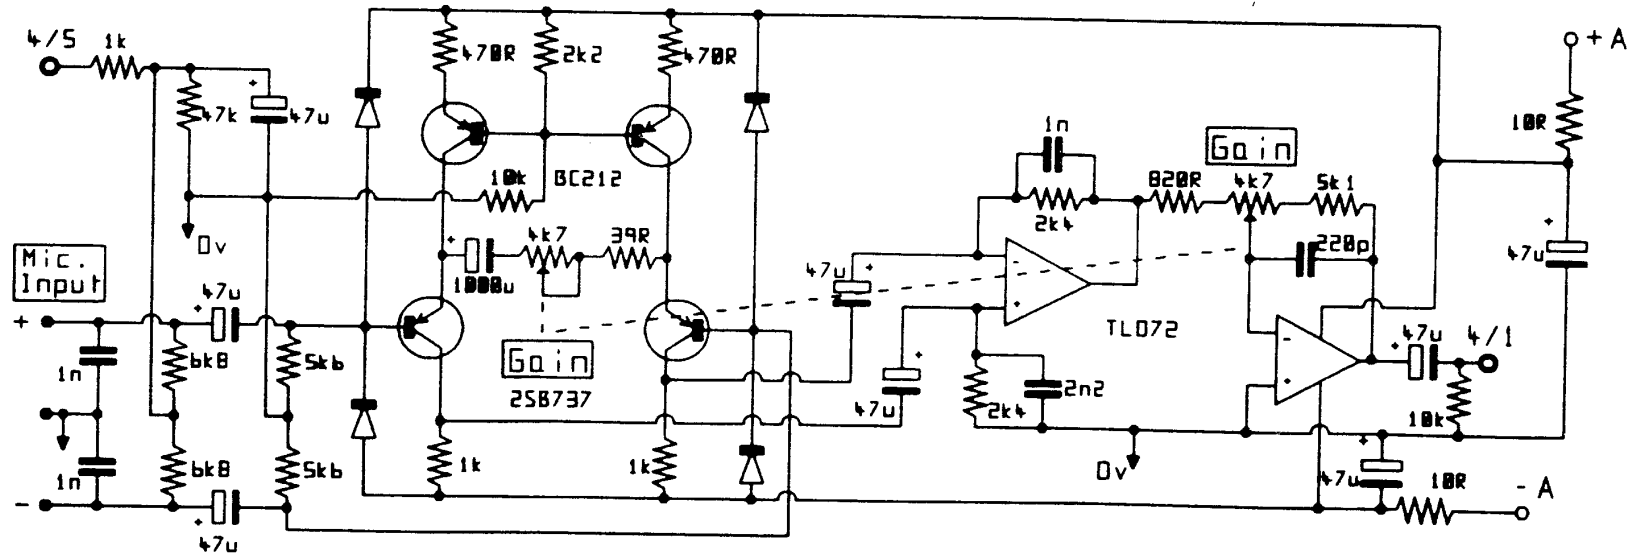 4/5
1k
47k
+
47u
0v
Mic.
Input
+
-
1n
1n
6k8
6k8
47u
+
+
47u
5k6
5k6
470R
2k2
470R
BC212
10k
+
1000u
4k7
39R
Gain
2SB737
1k
1k
47u
+
+
47u
1n
2k4
-
+
TL072
2k4
2n2
0v
820R
Gain
4k7
5k1
220p
-
+
+
47u
4/1
10k
+
47u
10R
- A
+ A
10R
+
47u